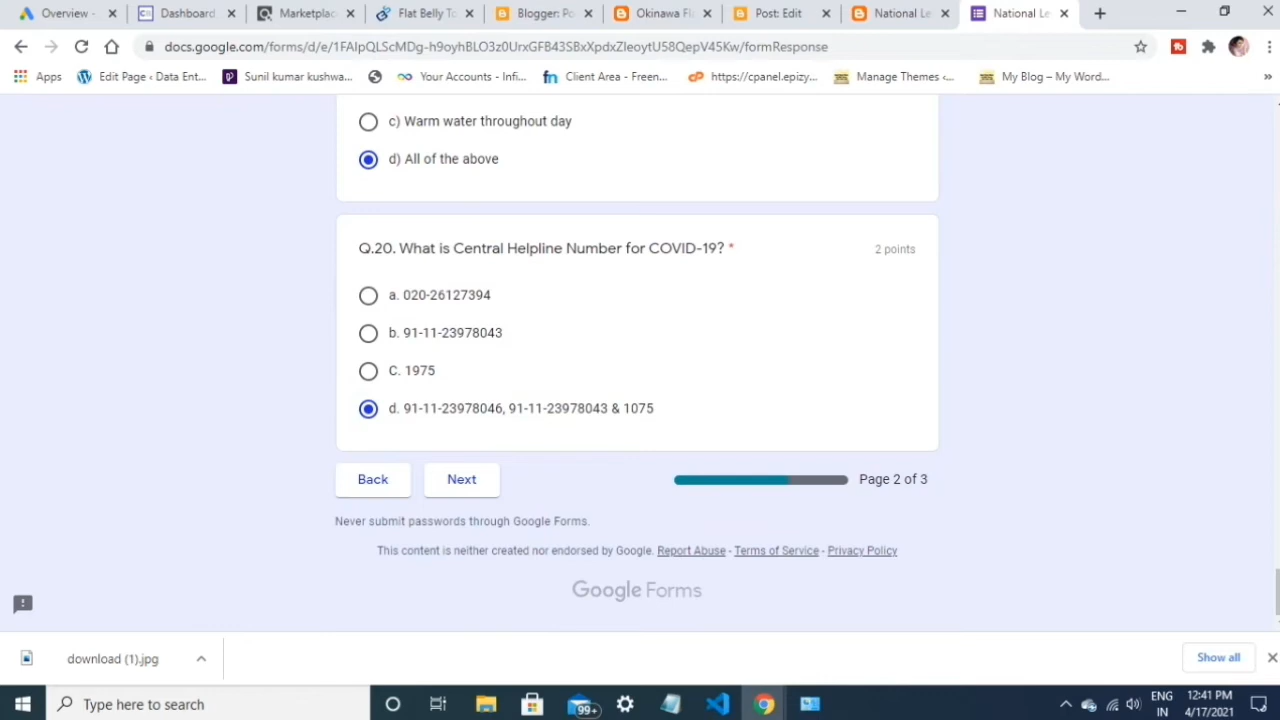 Overview -
Dashboard
Marketplac
Flat Belly To
Blogger: Po
Okinawa Fl
Post: Edit
National Le
National Le
docs.google.com/forms/d/e/1FAIpQLScMDg-h9oyhBLO3z0UrxGFB43SBxXpdxZIeoytU58QepV45Kw/formResponse
Apps
Edit Page ‹ Data Ent...
Sunil kumar kushwa...
Your Accounts - Infi...
Client Area - Freen...
https://cpanel.epizy...
Manage Themes ‹...
My Blog – My Word...
»
c) Warm water throughout day
d) All of the above
Q.20. What is Central Helpline Number for COVID-19? *
2 points
a. 020-26127394
b. 91-11-23978043
C. 1975
d. 91-11-23978046, 91-11-23978043 & 1075
Back
Next
Page 2 of 3
Never submit passwords through Google Forms.
This content is neither created nor endorsed by Google. Report Abuse - Terms of Service - Privacy Policy
Google Forms
download (1).jpg
Show all
Type here to search
99+
ENG
IN
12:41 PM
4/17/2021